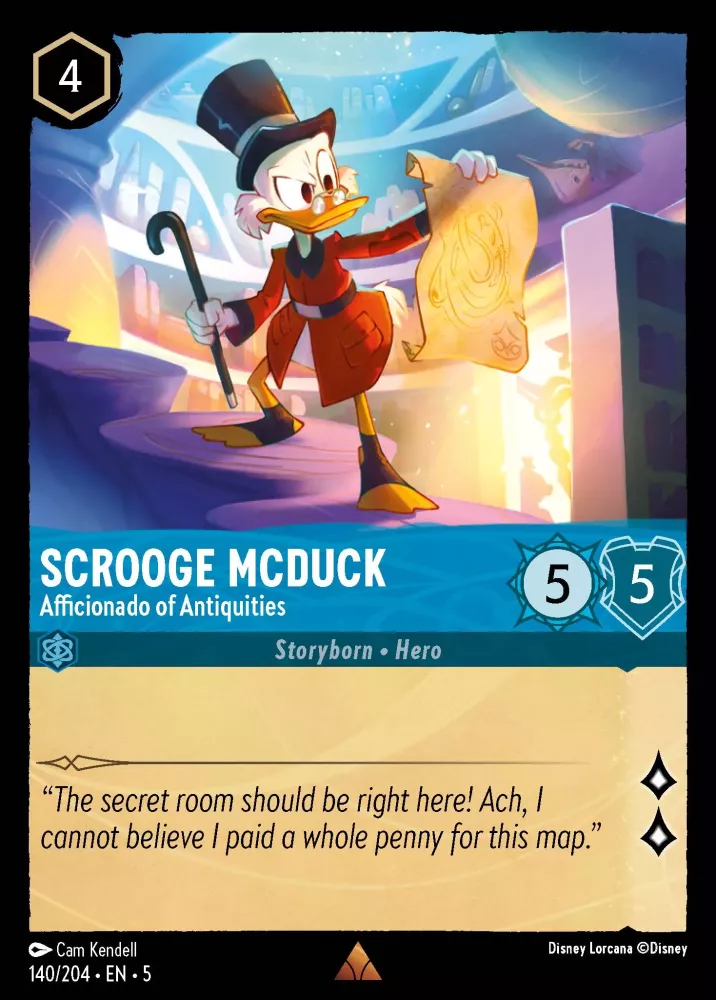 4
SCROOGE MCDUCK
Afficionado of Antiquities
5
5
Storyborn • Hero
“The secret room should be right here! Ach, I
cannot believe I paid a whole penny for this map.”
Cam Kendell
140/204 • EN • 5
Disney Lorcana ©Disney